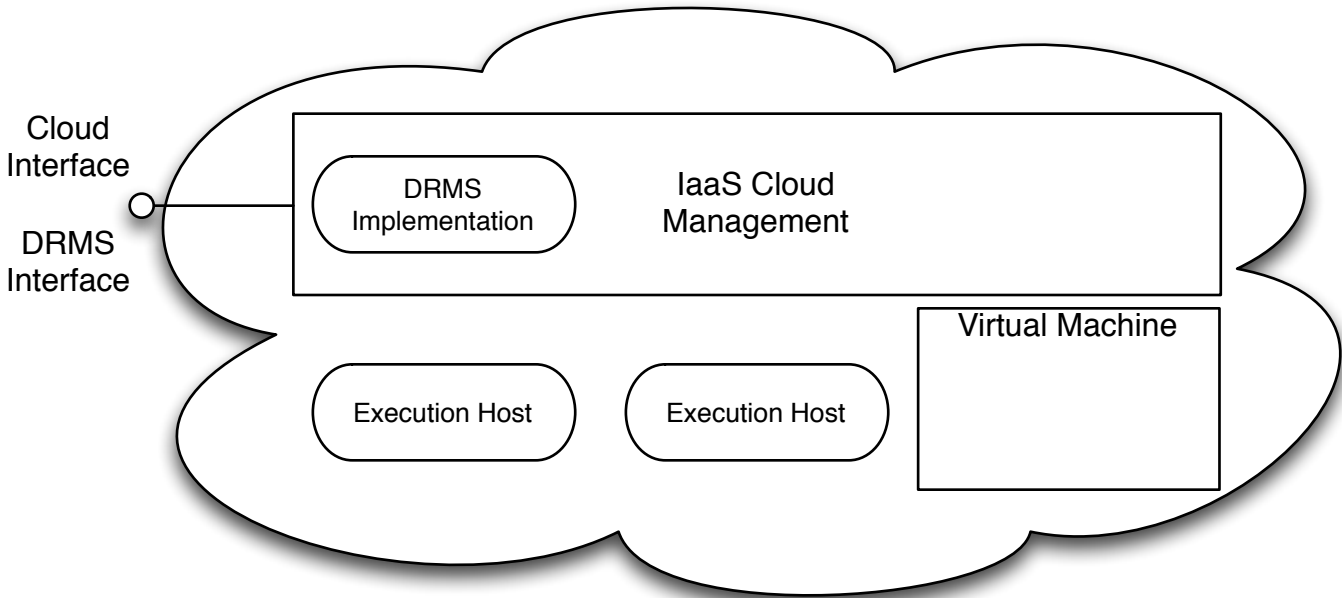 Cloud
Interface
DRMS
Interface
DRMS
Implementation
IaaS Cloud
Management
Virtual Machine
Execution Host
Execution Host